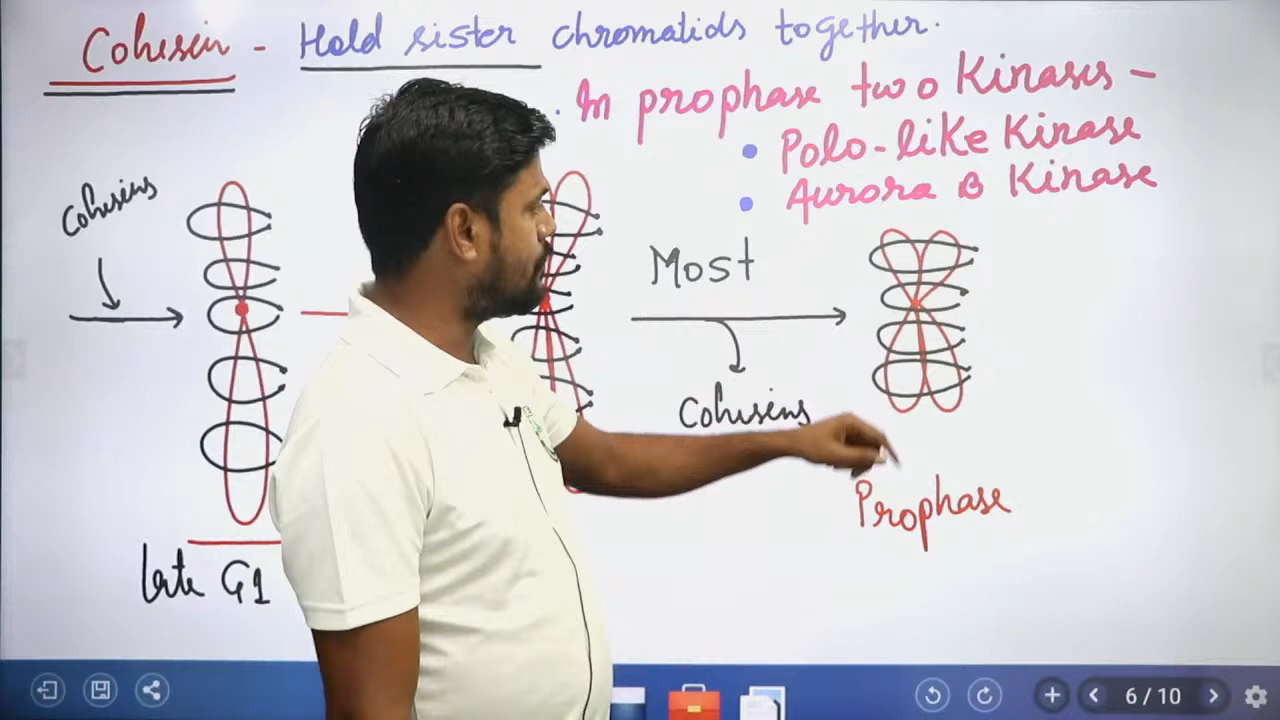 Cohesin - Hold sister chromatids together.
. In prophase two Kinases -
• Polo-like Kinase
• Aurora B Kinase
Cohesins
Most
Cohesins
Prophase
late G1
6 / 10